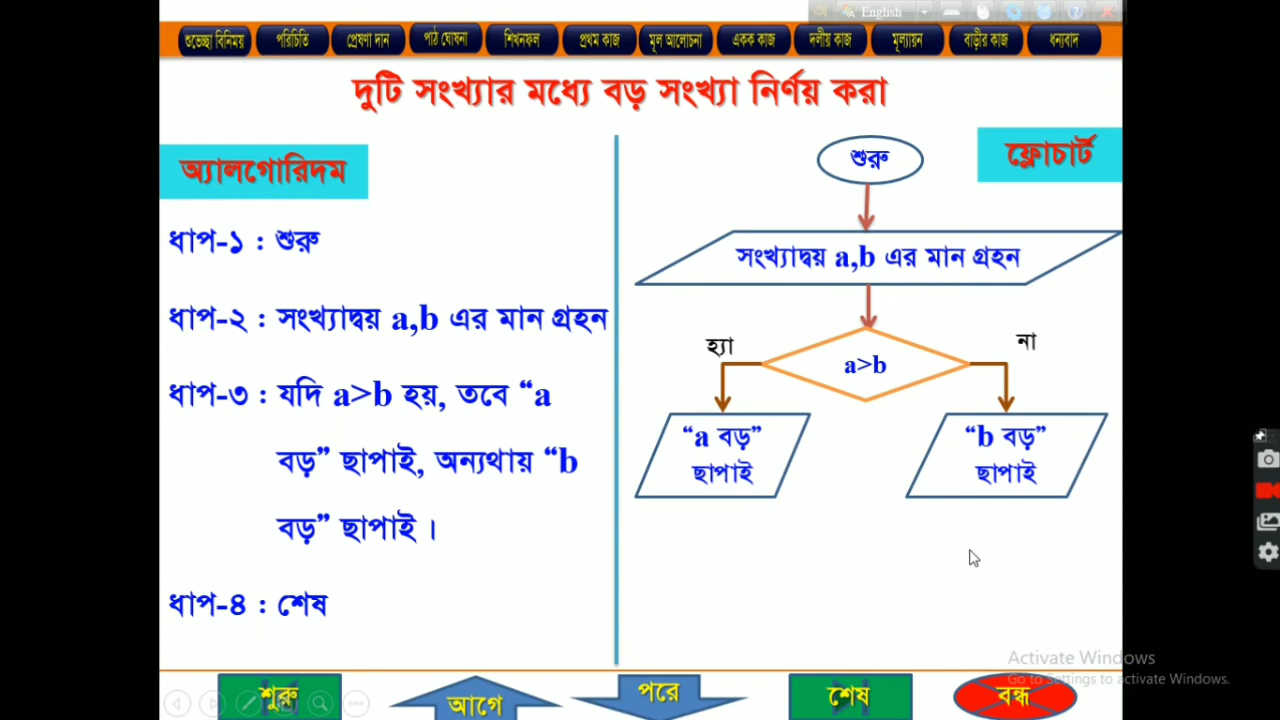 English
শুভেচ্ছা বিনিময়
পরিচিতি
প্রেষণা দান
পাঠ ঘোষনা
শিখনফল
প্রথম কাজ
মূল আলোচনা
একক কাজ
দলীয় কাজ
মূল্যায়ন
বাড়ীর কাজ
ধন্যবাদ
দুটি সংখ্যার মধ্যে বড় সংখ্যা নির্ণয় করা
অ্যালগোরিদম
ধাপ-১ : শুরু
ধাপ-২ : সংখ্যাদ্বয় a,b এর মান গ্রহন
ধাপ-৩ : যদি a>b হয়, তবে “a
বড়” ছাপাই, অন্যথায় “b
বড়” ছাপাই ।
ধাপ-৪ : শেষ
ফ্লোচার্ট
শুরু
সংখ্যাদ্বয় a,b এর মান গ্রহন
a>b
হ্যা
না
“a বড়”
ছাপাই
“b বড়”
ছাপাই
Activate Windows
Go to Settings to activate Windows.
শুরু
আগে
পরে
শেষ
বন্ধ